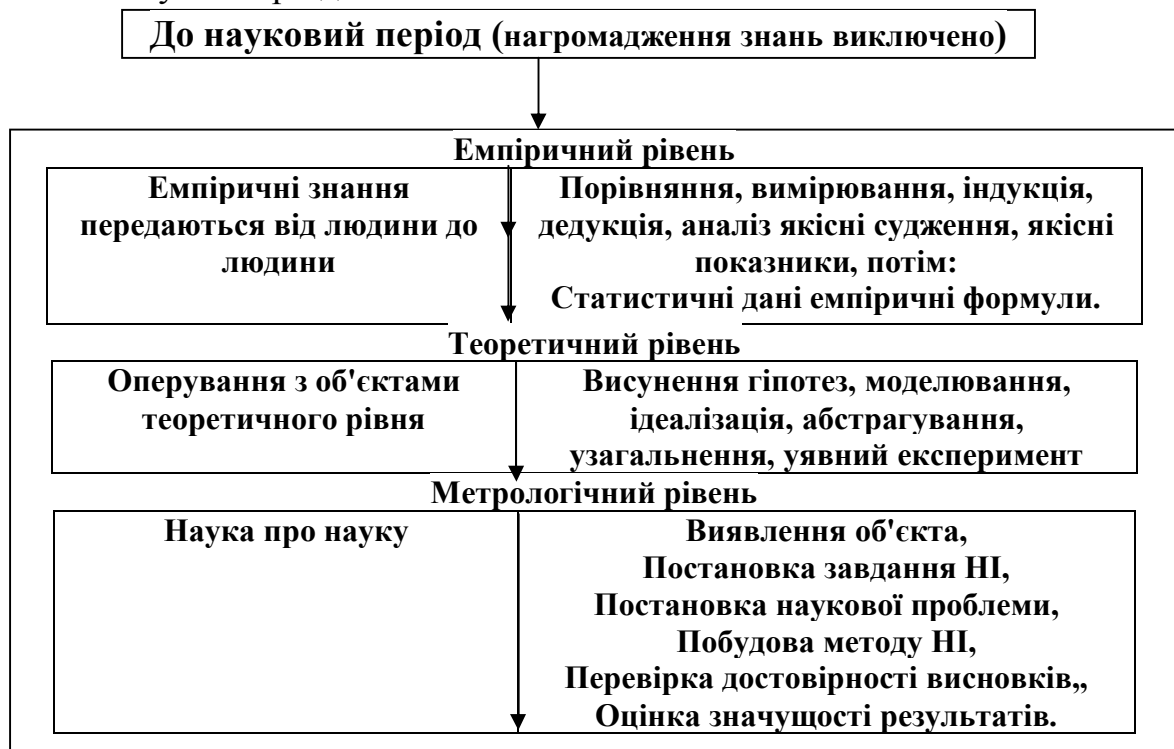 До науковий період (нагромадження знань виключено)
Емпіричний рівень
Емпіричні знання
передаються від людини до
людини
Порівняння, вимірювання, індукція,
дедукція, аналіз якісні судження, якісні
показники, потім:
Статистичні дані емпіричні формули.
Теоретичний рівень
Оперування з об'єктами
теоретичного рівня
Висунення гіпотез, моделювання,
ідеалізація, абстрагування,
узагальнення, уявний експеримент
Метрологічний рівень
Наука про науку
Виявлення об'єкта,
Постановка завдання НІ,
Постановка наукової проблеми,
Побудова методу НІ,
Перевірка достовірності висновків,,
Оцінка значущості результатів.